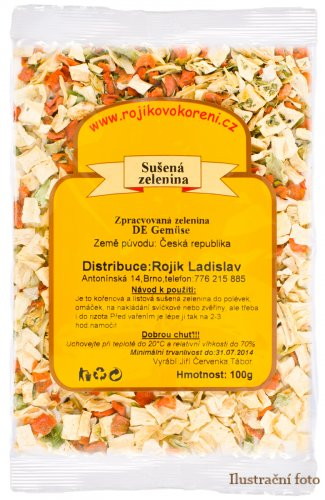 www.rojikovokoreni.cz
Sušená
zelenina
Zpracvovaná zelenina
DE Gemüse
Země původu: Česká republika
Distribuce:Rojik Ladislav
Antonínská 14,Brno,telefon:776 215 885
Návod k použití:
Je to kořenová a listová sušená zelenina do polévek,
omáček, na nakládání svíčkové nebo zvěřiny, ale třeba
i do rizota Před vařením je lépe ji tak na 2-3
hod.namočit
Dobrou chuť!!!
Uchovejte při teplotě do 20°C a relativní vlhkosti do 70%
Minimální trvanlivost do:31.07.2014
Vyrábí Jiří Červenka Tábor
Hmotnost: 100g
Ilustrační foto